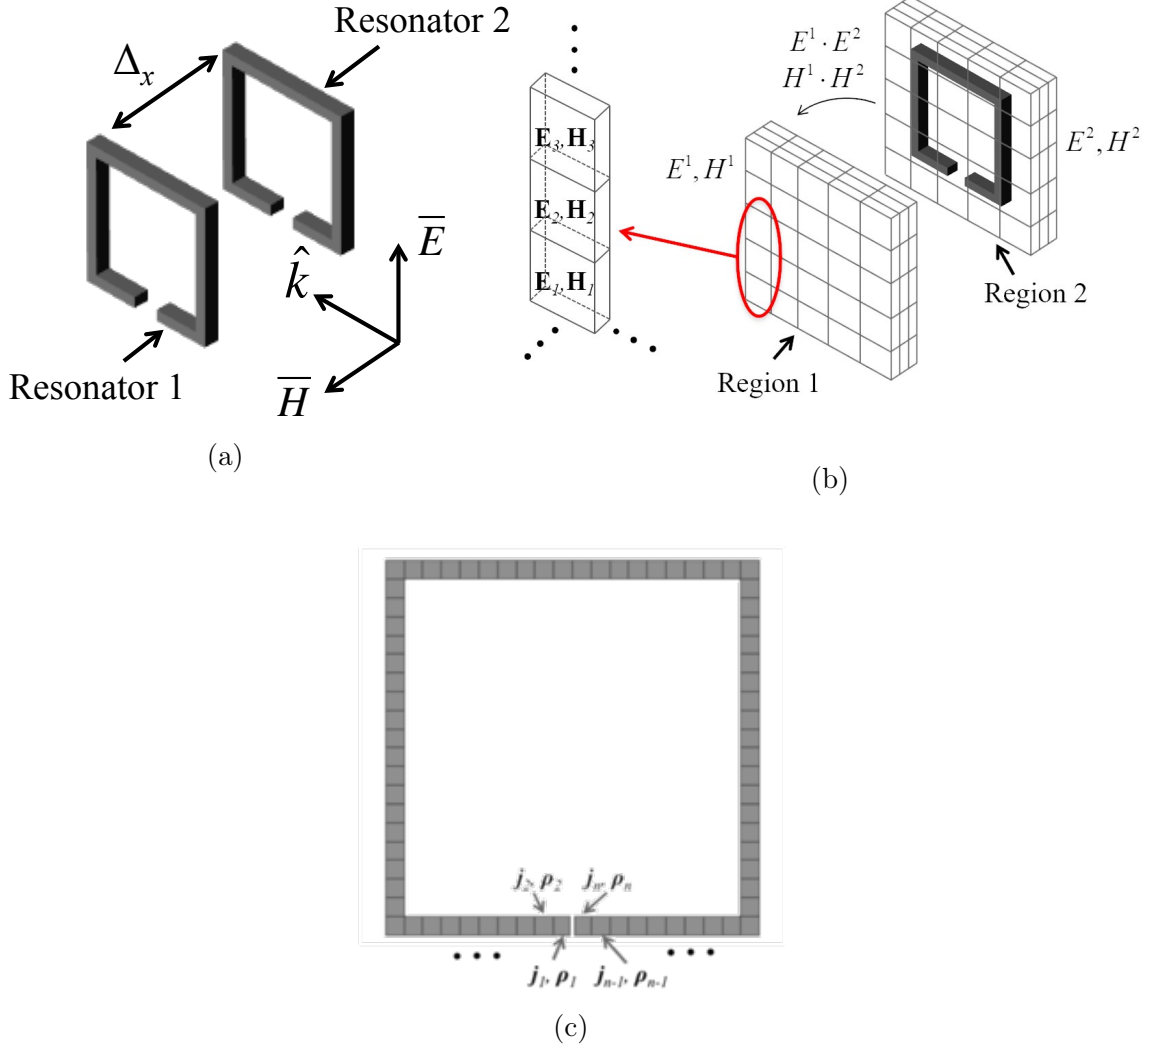 Resonator 2
Δx
E̅
k̂
H̅
Resonator 1
(a)
E¹ · E²
H¹ · H²
E², H²
E¹, H¹
E₃, H₃
E₂, H₂
E₁, H₁
Region 2
Region 1
(b)
j₂, ρ₂ jₙ, ρₙ
j₁, ρ₁ jₙ₋₁, ρₙ₋₁
(c)